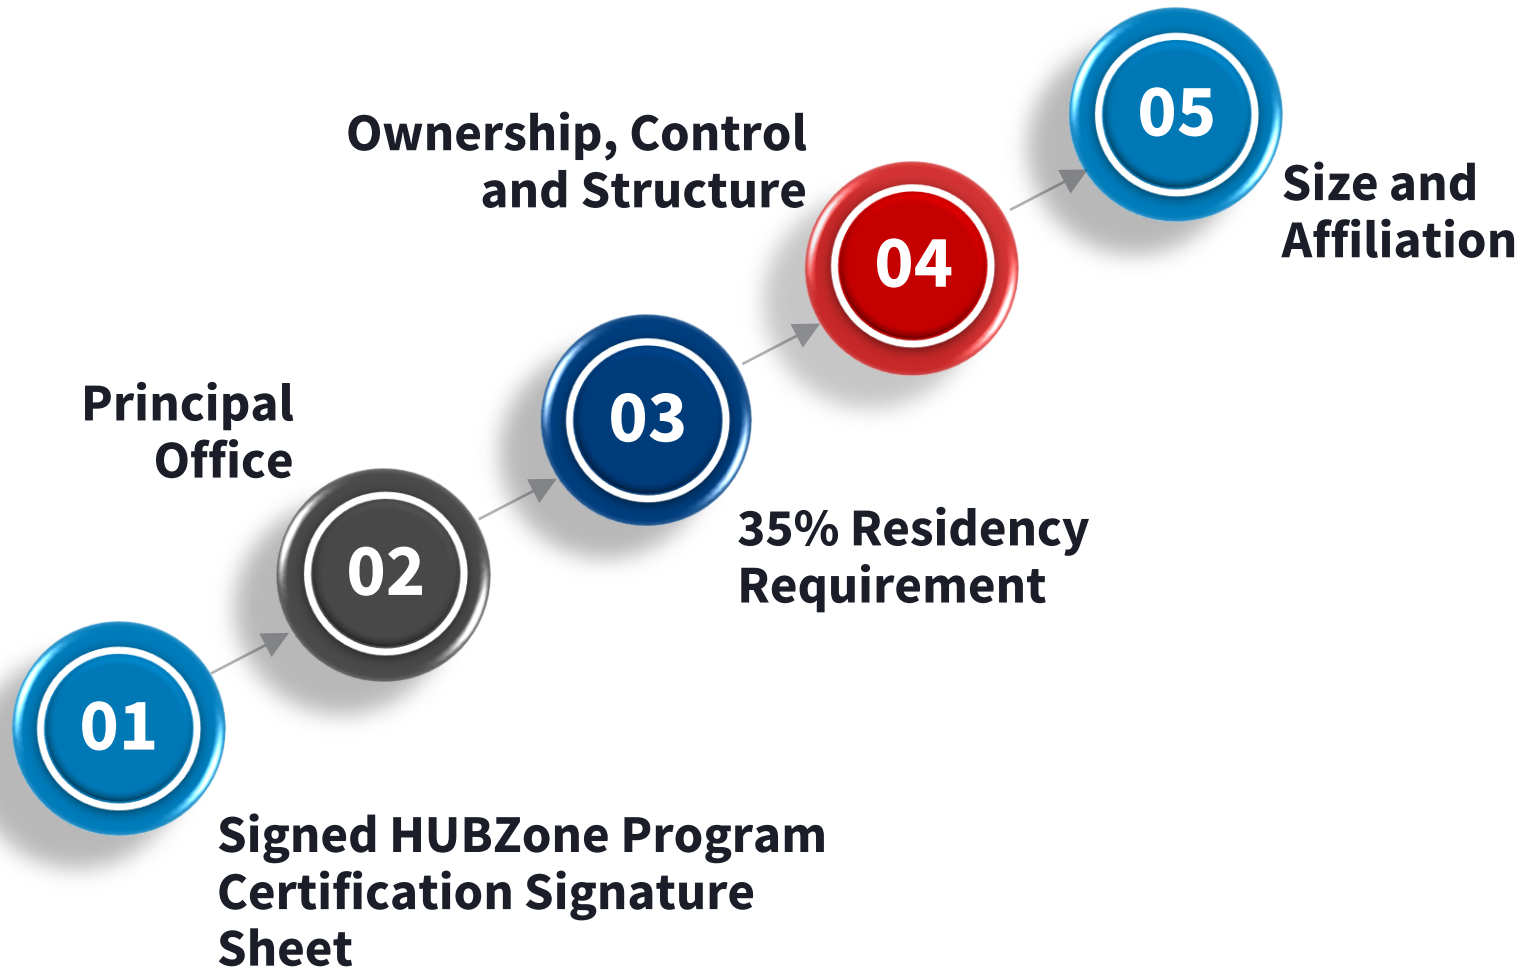 01
Signed HUBZone Program
Certification Signature
Sheet
02
Principal
Office
03
35% Residency
Requirement
04
Ownership, Control
and Structure
05
Size and
Affiliation